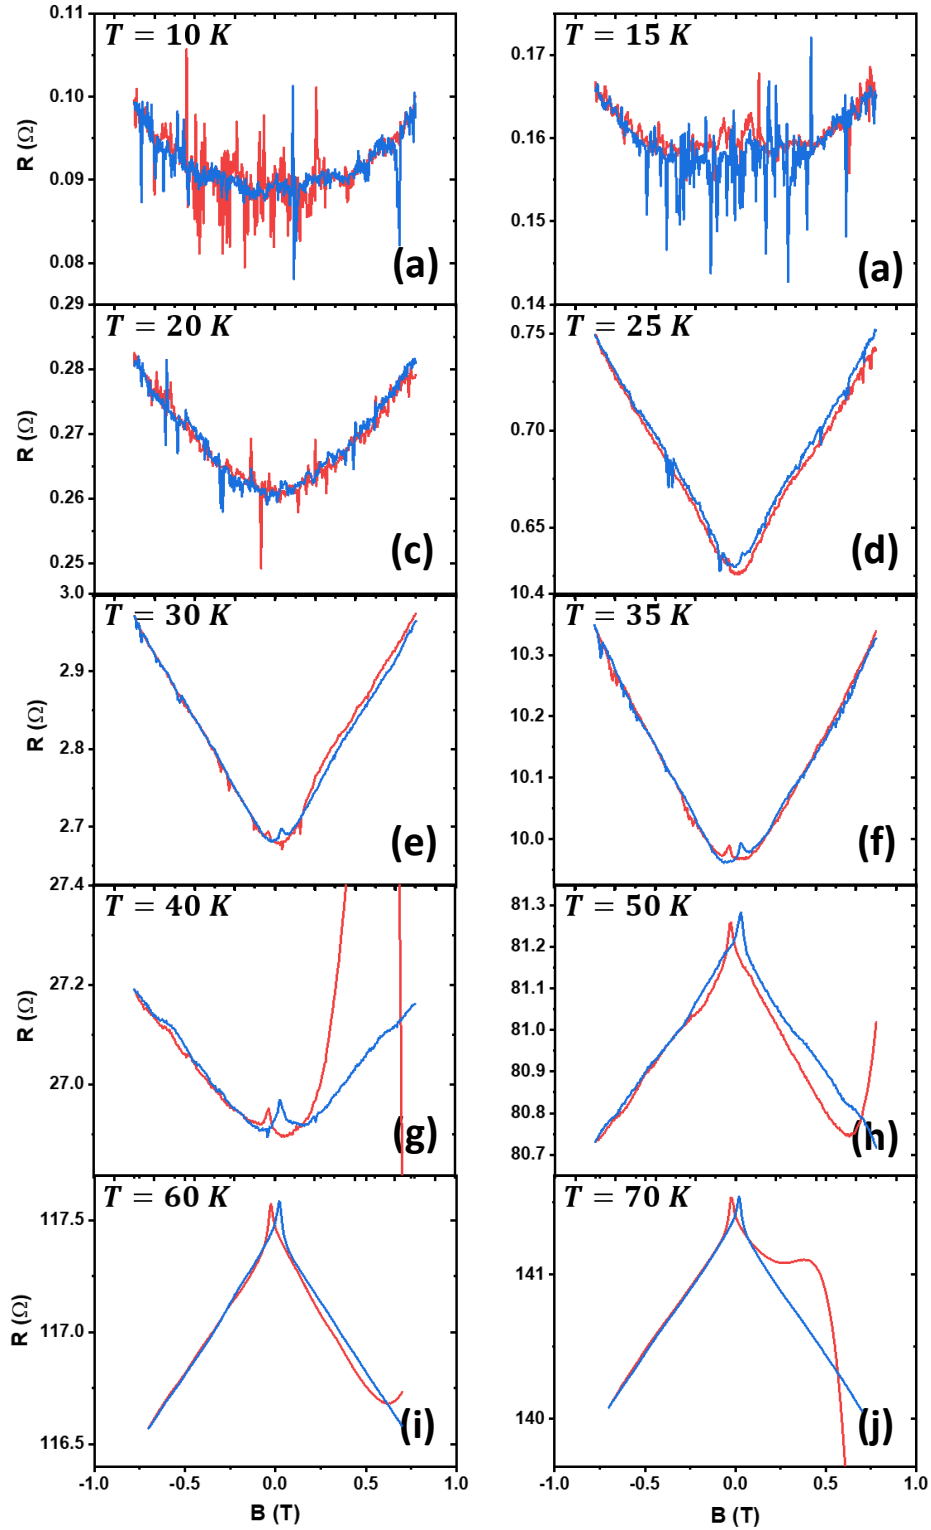 0.11
T = 10 K
0.10
0.09
0.08
R (Ω)
(a)
0.17
T = 15 K
0.16
0.15
0.14
R (Ω)
(a)
0.29
T = 20 K
0.28
0.27
0.26
0.25
R (Ω)
(c)
0.75
T = 25 K
0.70
0.65
R (Ω)
(d)
3.0
T = 30 K
2.9
2.8
2.7
R (Ω)
(e)
10.4
T = 35 K
10.3
10.2
10.1
10.0
R (Ω)
(f)
27.4
T = 40 K
27.2
27.0
R (Ω)
(g)
81.3
T = 50 K
81.2
81.0
80.9
80.8
80.7
R (Ω)
(h)
T = 60 K
117.5
117.0
116.5
R (Ω)
(i)
-1.0
-0.5
0.0
0.5
1.0
B (T)
T = 70 K
141
140
R (Ω)
(j)
-1.0
-0.5
0.0
0.5
1.0
B (T)